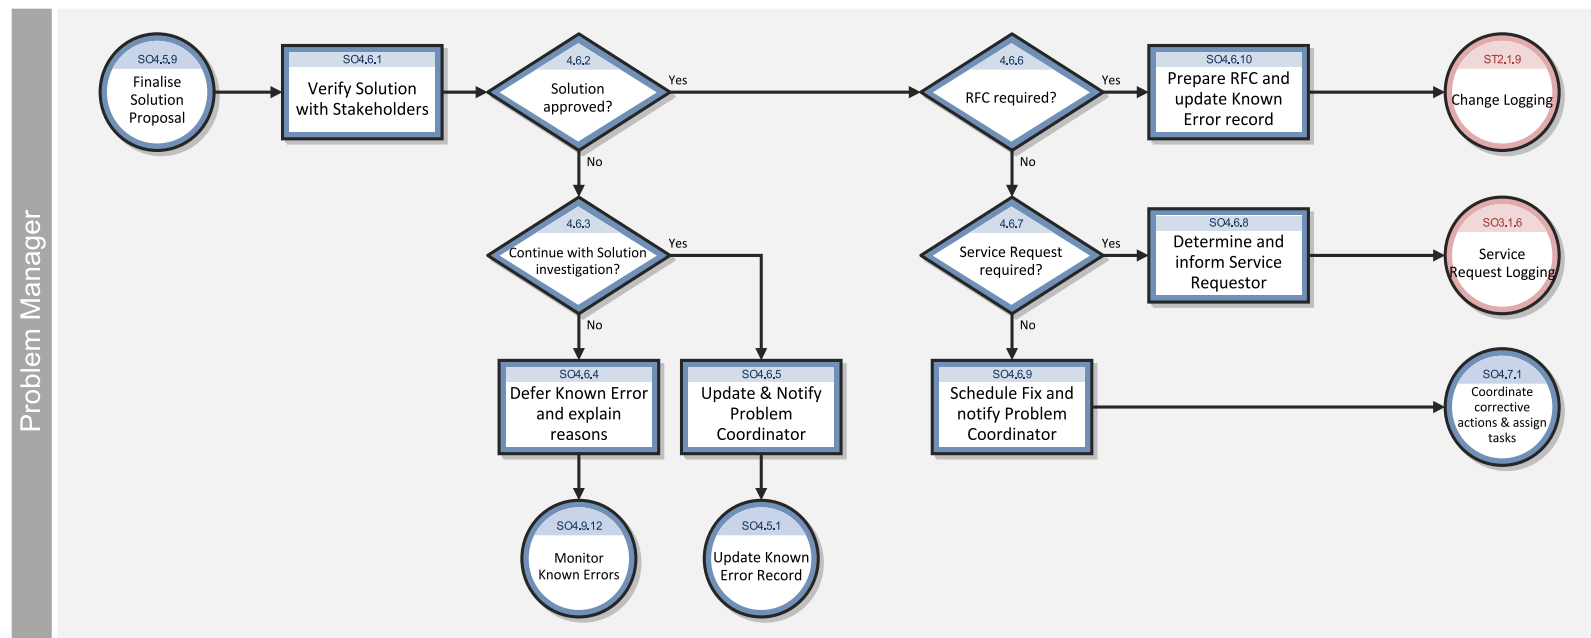 Problem Manager
SO4.5.9
Finalise
Solution
Proposal
SO4.6.1
Verify Solution
with Stakeholders
4.6.2
Solution
approved?
Yes
No
4.6.6
RFC required?
Yes
No
SO4.6.10
Prepare RFC and
update Known
Error record
ST2.1.9
Change Logging
4.6.3
Continue with Solution
investigation?
Yes
No
4.6.7
Service Request
required?
Yes
No
SO4.6.8
Determine and
inform Service
Requestor
SO3.1.6
Service
Request Logging
SO4.6.4
Defer Known Error
and explain
reasons
SO4.6.5
Update & Notify
Problem
Coordinator
SO4.6.9
Schedule Fix and
notify Problem
Coordinator
SO4.7.1
Coordinate
corrective
actions & assign
tasks
SO4.9.12
Monitor
Known Errors
SO4.5.1
Update Known
Error Record